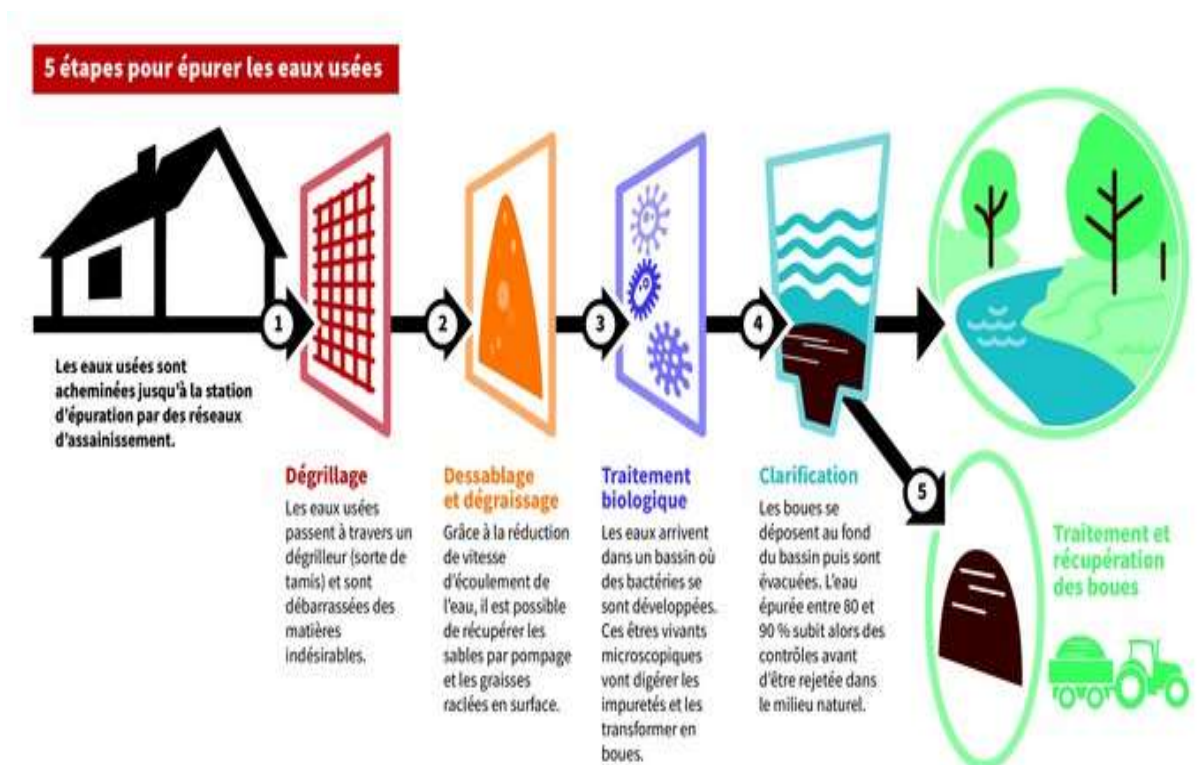 5 étapes pour épurer les eaux usées
1
2
3
4
Les eaux usées sont
acheminées jusqu'à la station
d'épuration par des réseaux
d'assainissement.
Dégrillage
Les eaux usées
passent à travers un
dégrilleur (sorte de
tamis) et sont
débarrassées des
matières
indésirables.
Dessablage
et dégraissage
Grâce à la réduction
de vitesse
d'écoulement de
l'eau, il est possible
de récupérer les
sables par pompage
et les graisses
raclées en surface.
Traitement
biologique
Les eaux arrivent
dans un bassin où
des bactéries se
sont développées.
Ces êtres vivants
microscopiques
vont digérer les
impuretés et les
transformer en
boues.
Clarification
Les boues se
déposent au fond
du bassin puis sont
évacuées. L'eau
épurée entre 80 et
90 % subit alors des
contrôles avant
d'être rejetée dans
le milieu naturel.
5
Traitement et
récupération
des boues